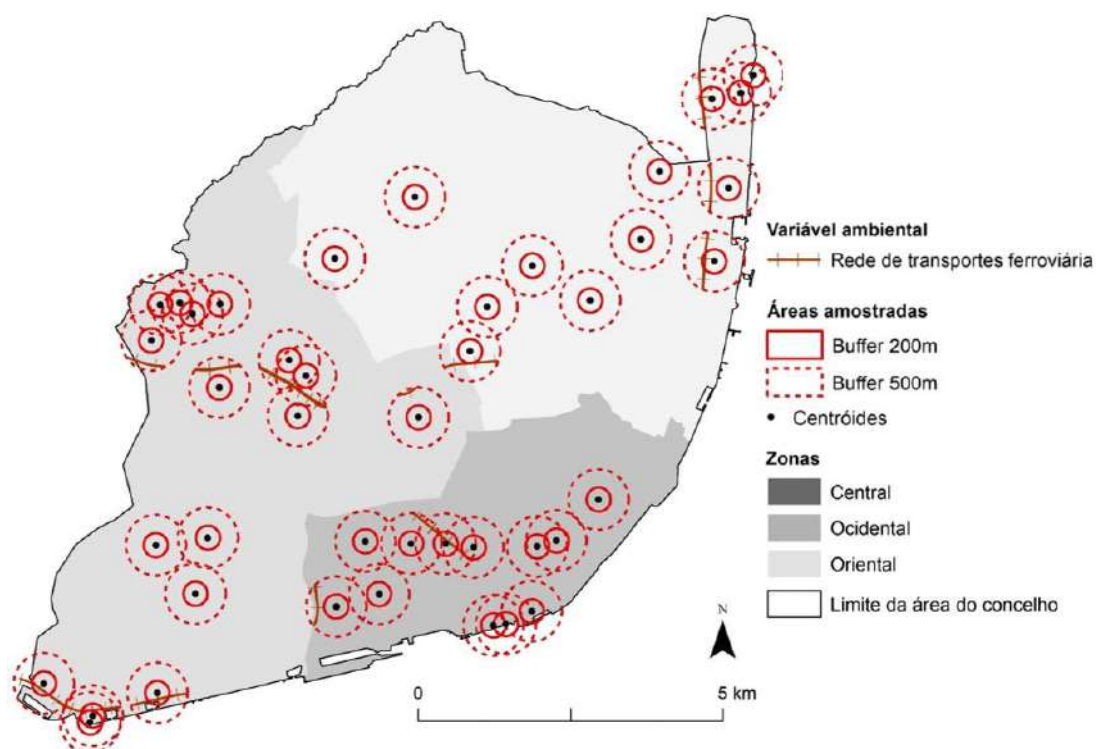 Variável ambiental
Rede de transportes ferroviária
Áreas amostradas
Buffer 200m
Buffer 500m
Centróides
Zonas
Central
Ocidental
Oriental
Limite da área do concelho
N
0
5 km